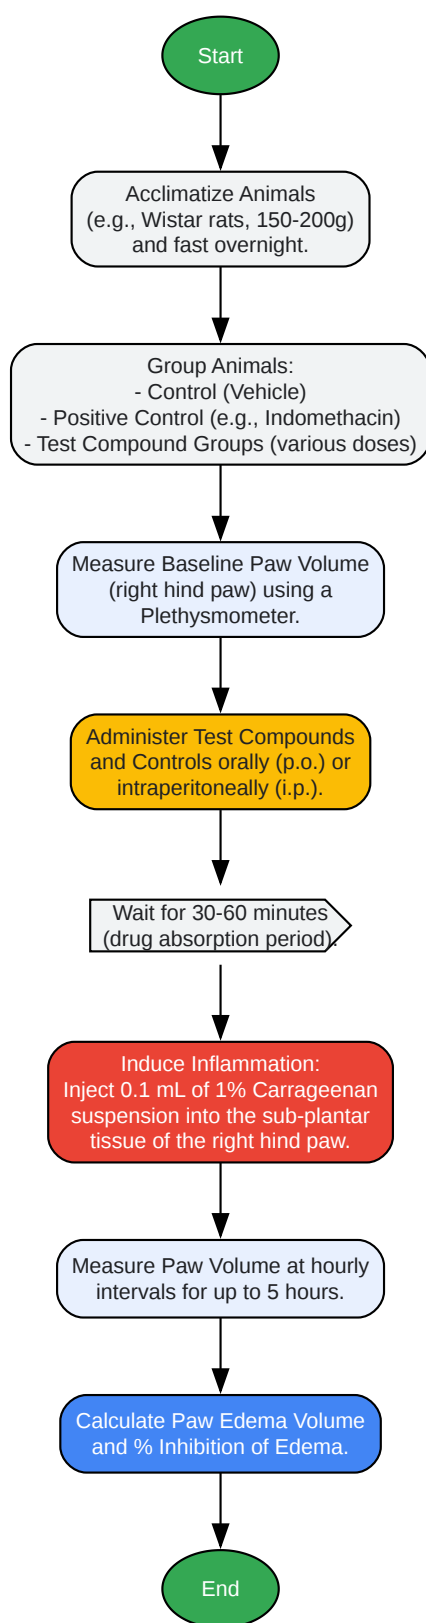 Start
Acclimatize Animals
(e.g., Wistar rats, 150-200g)
and fast overnight.
Group Animals:
- Control (Vehicle)
- Positive Control (e.g., Indomethacin)
- Test Compound Groups (various doses)
Measure Baseline Paw Volume
(right hind paw) using a
Plethysmometer.
Administer Test Compounds
and Controls orally (p.o.) or
intraperitoneally (i.p.).
Wait for 30-60 minutes
(drug absorption period).
Induce Inflammation:
Inject 0.1 mL of 1% Carrageenan
suspension into the sub-plantar
tissue of the right hind paw.
Measure Paw Volume at hourly
intervals for up to 5 hours.
Calculate Paw Edema Volume
and % Inhibition of Edema.
End